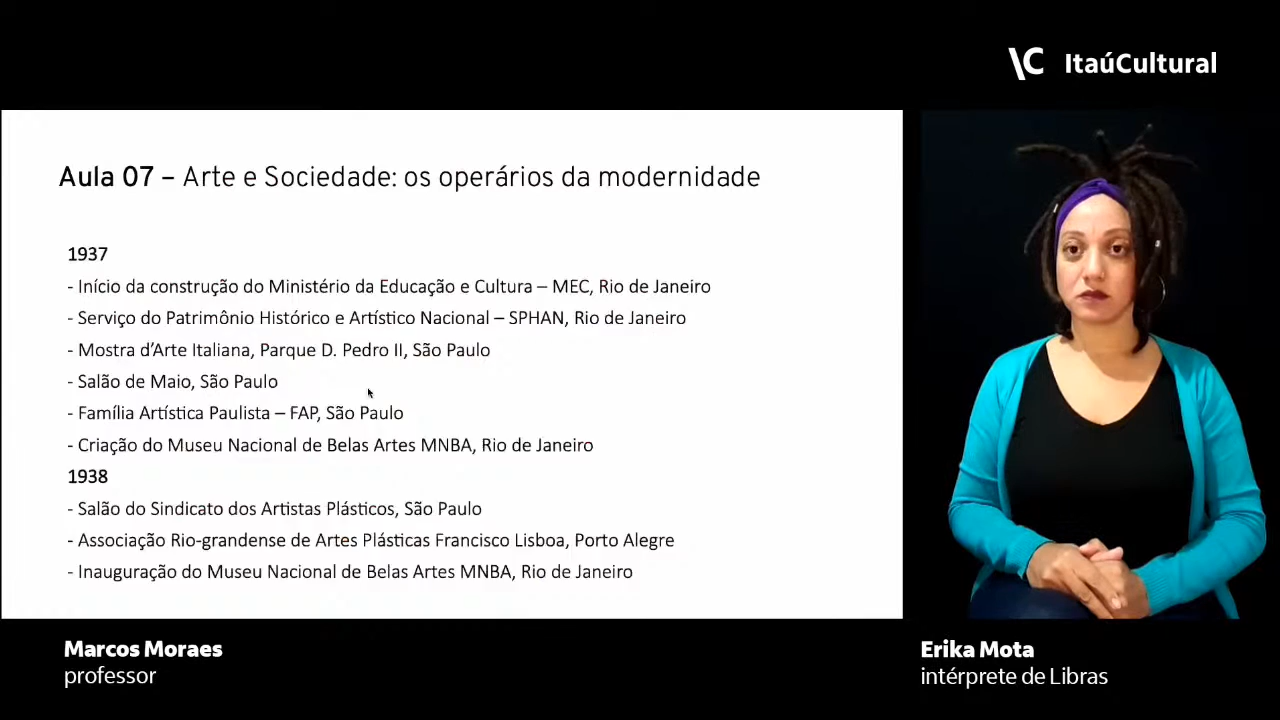 \C ItaúCultural
Aula 07 – Arte e Sociedade: os operários da modernidade
1937
- Início da construção do Ministério da Educação e Cultura – MEC, Rio de Janeiro
- Serviço do Patrimônio Histórico e Artístico Nacional – SPHAN, Rio de Janeiro
- Mostra d’Arte Italiana, Parque D. Pedro II, São Paulo
- Salão de Maio, São Paulo
- Família Artística Paulista – FAP, São Paulo
- Criação do Museu Nacional de Belas Artes MNBA, Rio de Janeiro
1938
- Salão do Sindicato dos Artistas Plásticos, São Paulo
- Associação Rio-grandense de Artes Plásticas Francisco Lisboa, Porto Alegre
- Inauguração do Museu Nacional de Belas Artes MNBA, Rio de Janeiro
Marcos Moraes
professor
Erika Mota
intérprete de Libras